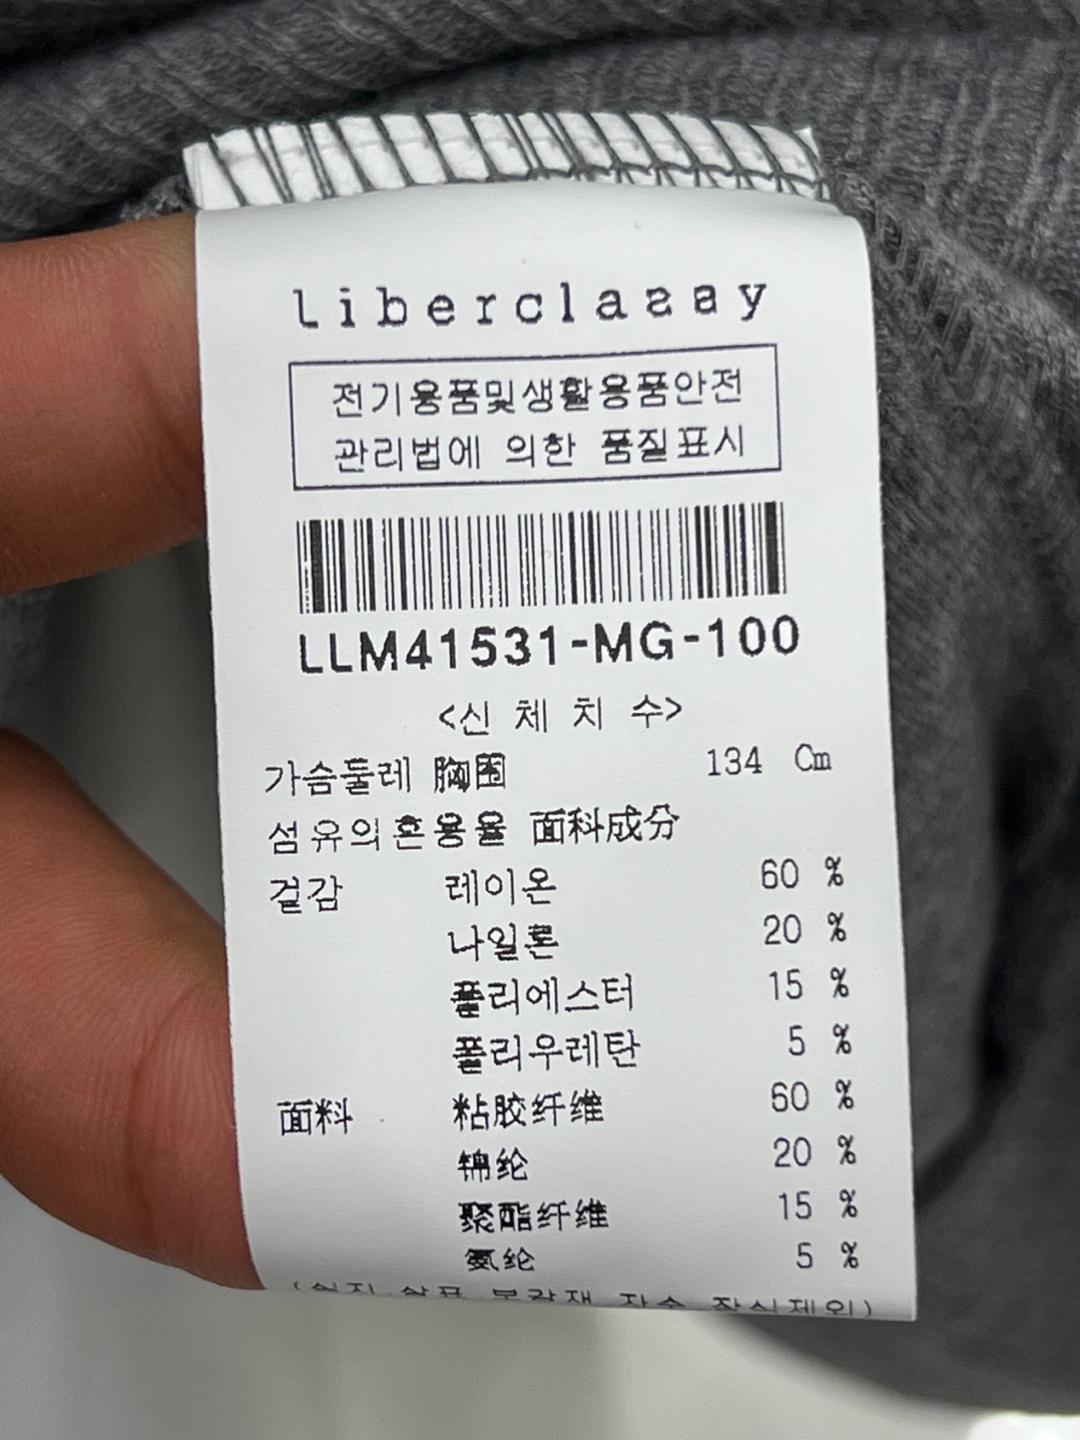 Liberclassy
전기용품및생활용품안전
관리법에 의한 품질표시
LLM41531-MG-100
<신 체 치 수>
가슴둘레 胸围 134 Cm
섬유의혼용율 面料成分
겉감 레이온 60 %
나일론 20 %
폴리에스터 15 %
폴리우레탄 5 %
面料 粘胶纤维 60 %
锦纶 20 %
聚酯纤维 15 %
氨纶 5 %